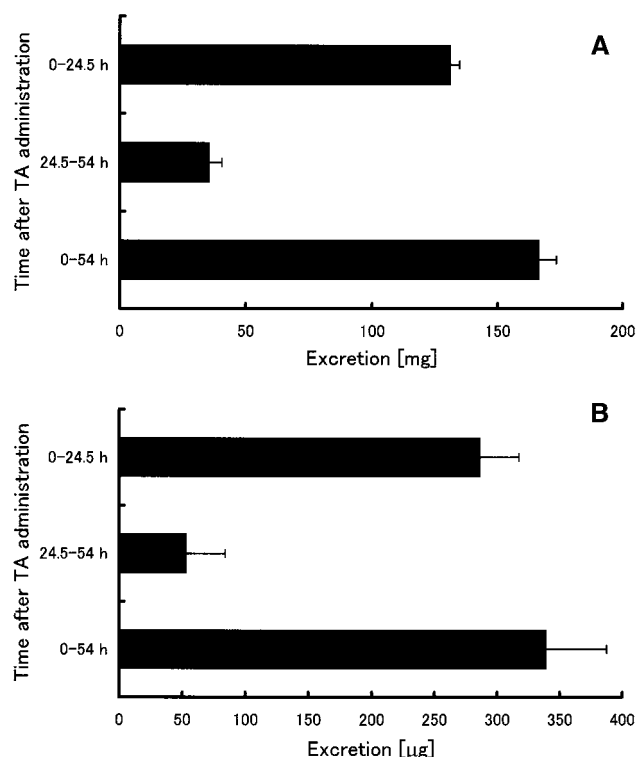 A
Time after TA administration
0-24.5 h
24.5-54 h
0-54 h
0 50 100 150 200
Excretion [mg]
B
Time after TA administration
0-24.5 h
24.5-54 h
0-54 h
0 50 100 150 200 250 300 350 400
Excretion [μg]